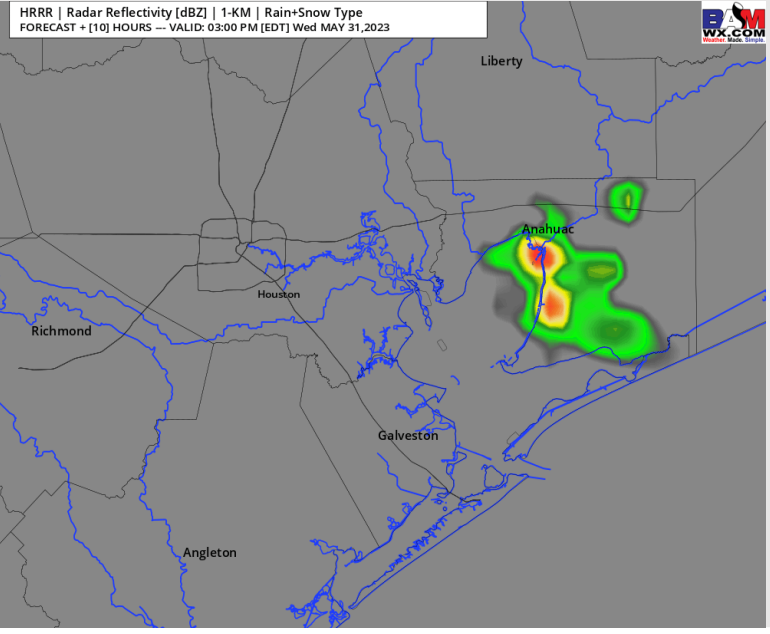 HRRR | Radar Reflectivity [dBZ] | 1-KM | Rain+Snow Type
FORECAST + [10] HOURS --- VALID: 03:00 PM [EDT] Wed MAY 31,2023
BAM
WX.COM
Weather. Made. Simple.
Liberty
Anahuac
Houston
Richmond
Galveston
Angleton